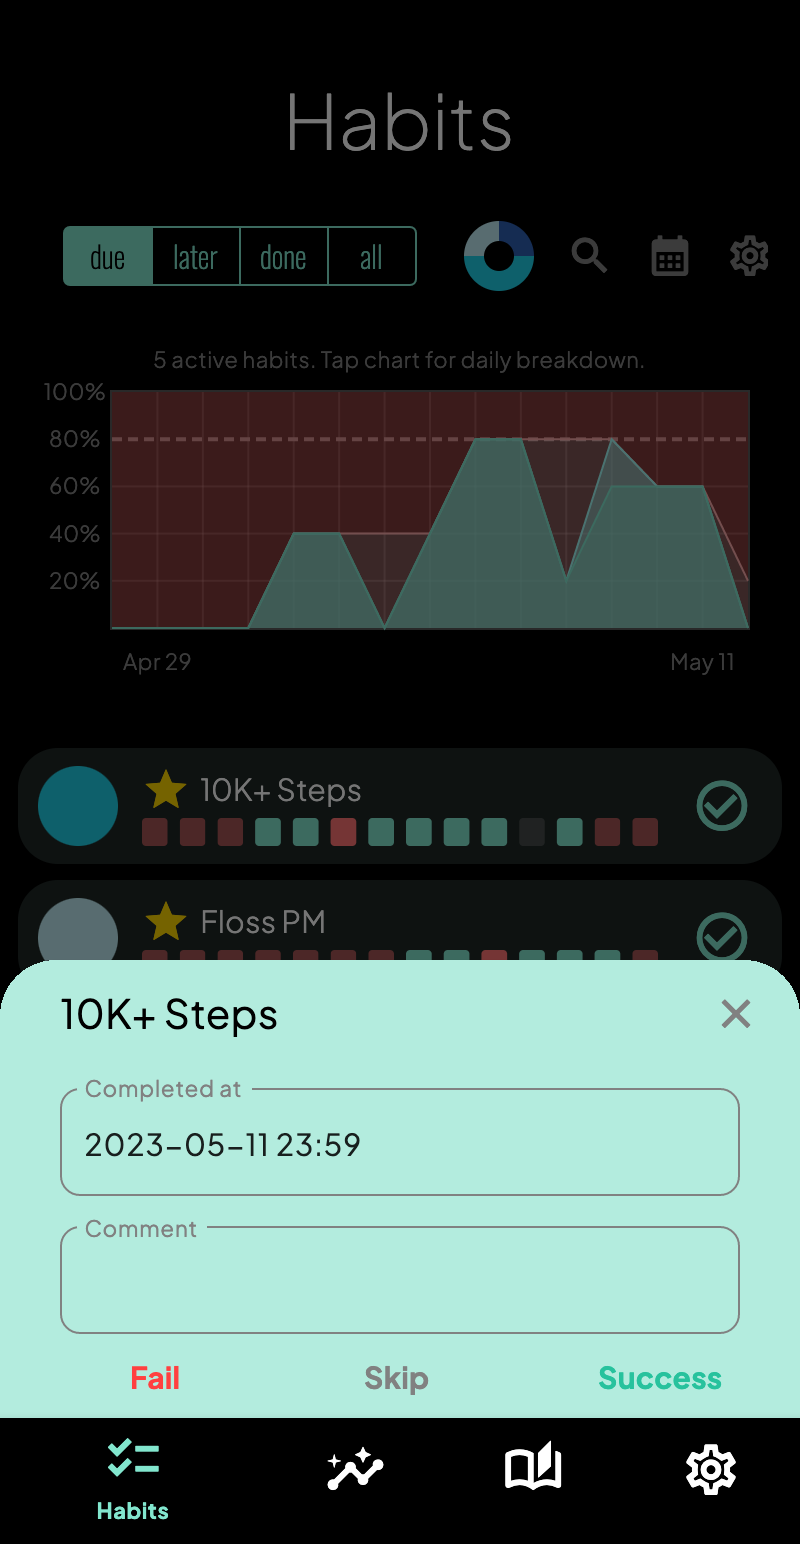 Habits
due later done all
5 active habits. Tap chart for daily breakdown.
100%
80%
60%
40%
20%
Apr 29 May 11
10K+ Steps
Floss PM
10K+ Steps
Completed at
2023-05-11 23:59
Comment
Fail Skip Success
Habits